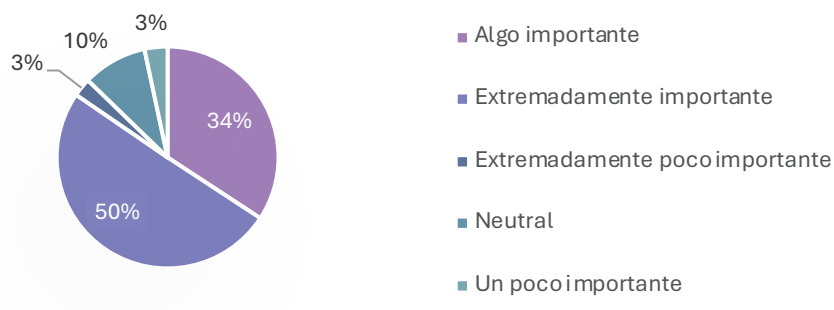 3%
10%
3%
34%
50%
Algo importante
Extremadamente importante
Extremadamente poco importante
Neutral
Un poco importante